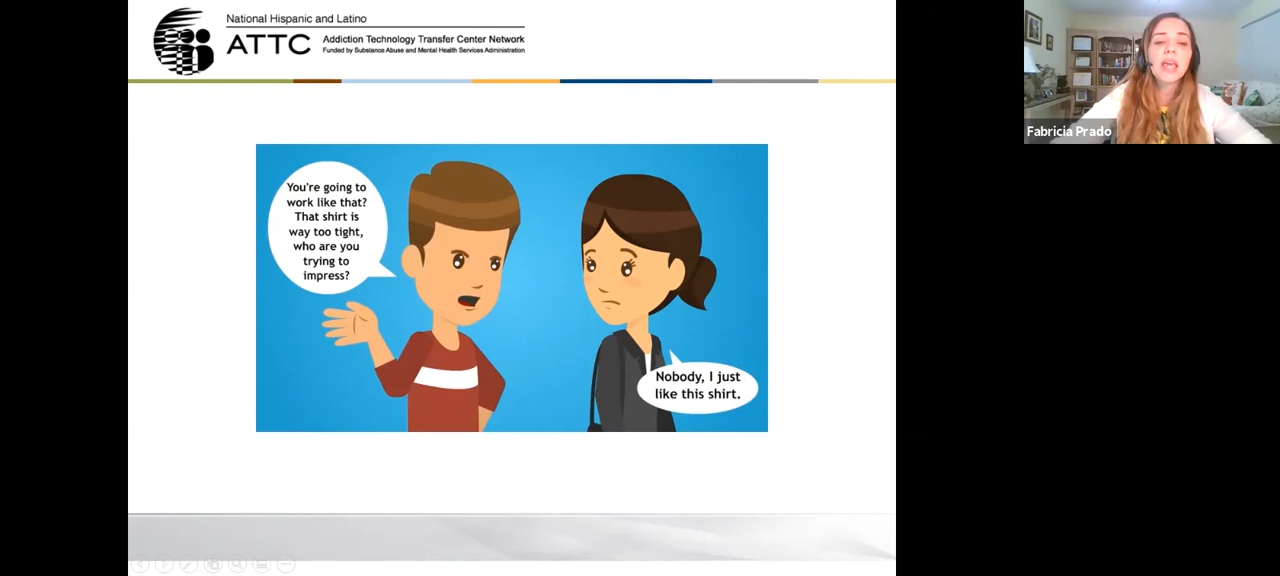 National Hispanic and Latino
ATTC
Addiction Technology Transfer Center Network
Funded by Substance Abuse and Mental Health Services Administration
You're going to
work like that?
That shirt is
way too tight,
who are you
trying to
impress?
Nobody, I just
like this shirt.
Fabricia Prado